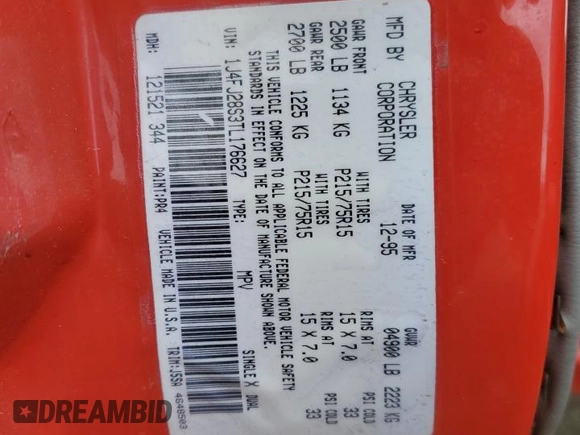 MFD BY CHRYSLER CORPORATION DATE OF MFR 12-95 GVWR 04900 LB 2223 KG
GAWR FRONT WITH TIRES RIMS AT PSI COLD
2500 LB 1134 KG P215/75R15 15 X 7.0 33
GAWR REAR WITH TIRES RIMS AT PSI COLD
2700 LB 1225 KG P215/75R15 15 X 7.0 33
THIS VEHICLE CONFORMS TO ALL APPLICABLE FEDERAL MOTOR VEHICLE SAFETY
STANDARDS IN EFFECT ON THE DATE OF MANUFACTURE SHOWN ABOVE.
VIN: 1J4FJ28S3TL176627 TYPE: MPV SINGLE X DUAL
MDH: 121521 344 PAINT:PR4 VEHICLE MADE IN U.S.A. TRIM:J5SA 4648503
DREAMBID